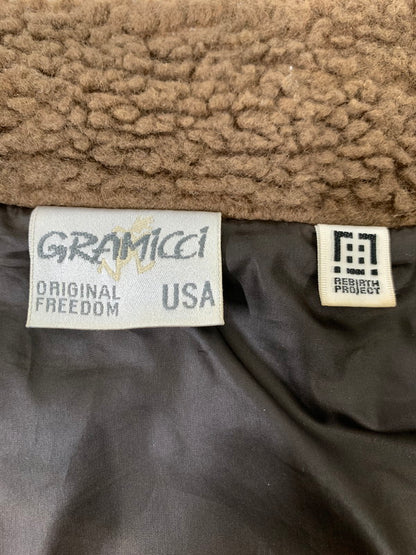 GRAMiCCi
ORIGINAL
FREEDOM
USA
REBIRTH
PROJECT